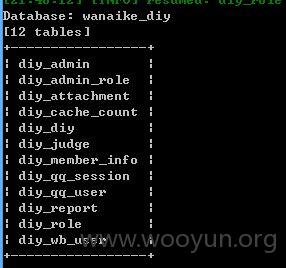 [21:48:12] [INFO] resumed: diy_role
Database: wanaike_diy
[12 tables]
+------------------+
| diy_admin |
| diy_admin_role |
| diy_attachment |
| diy_cache_count |
| diy_diy |
| diy_judge |
| diy_member_info |
| diy_qq_session |
| diy_qq_user |
| diy_report |
| diy_role |
| diy_wb_user |
+------------------+
www.wooyun.org